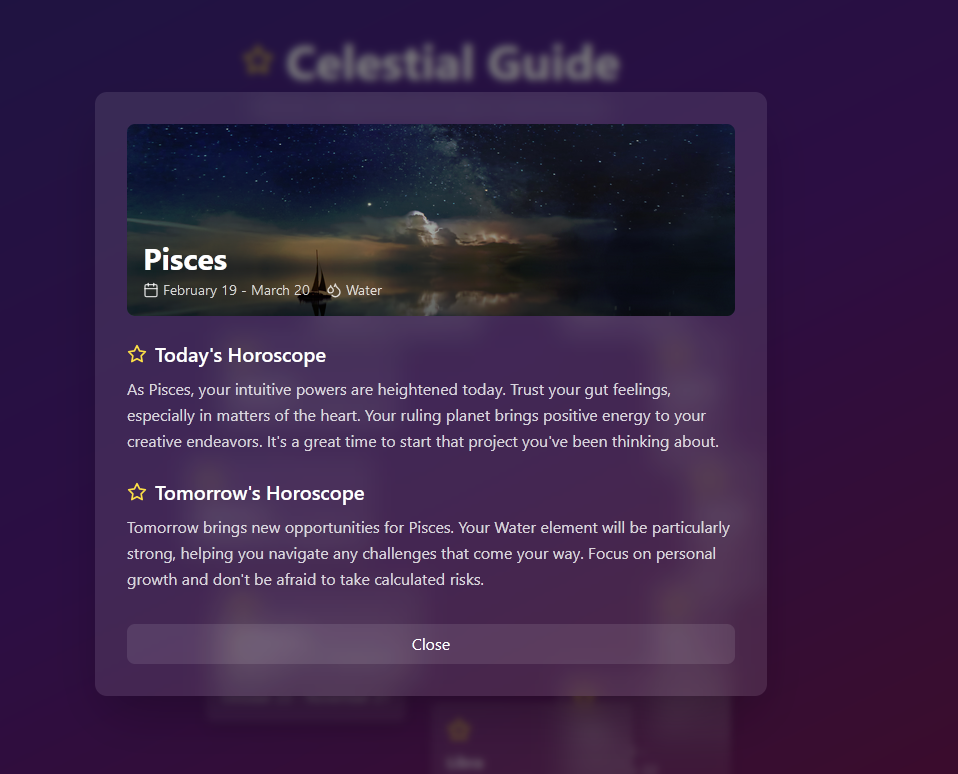 Celestial Guide
Pisces
February 19 - March 20 Water
Today's Horoscope
As Pisces, your intuitive powers are heightened today. Trust your gut feelings,
especially in matters of the heart. Your ruling planet brings positive energy to your
creative endeavors. It's a great time to start that project you've been thinking about.
Tomorrow's Horoscope
Tomorrow brings new opportunities for Pisces. Your Water element will be particularly
strong, helping you navigate any challenges that come your way. Focus on personal
growth and don't be afraid to take calculated risks.
Close
Libra